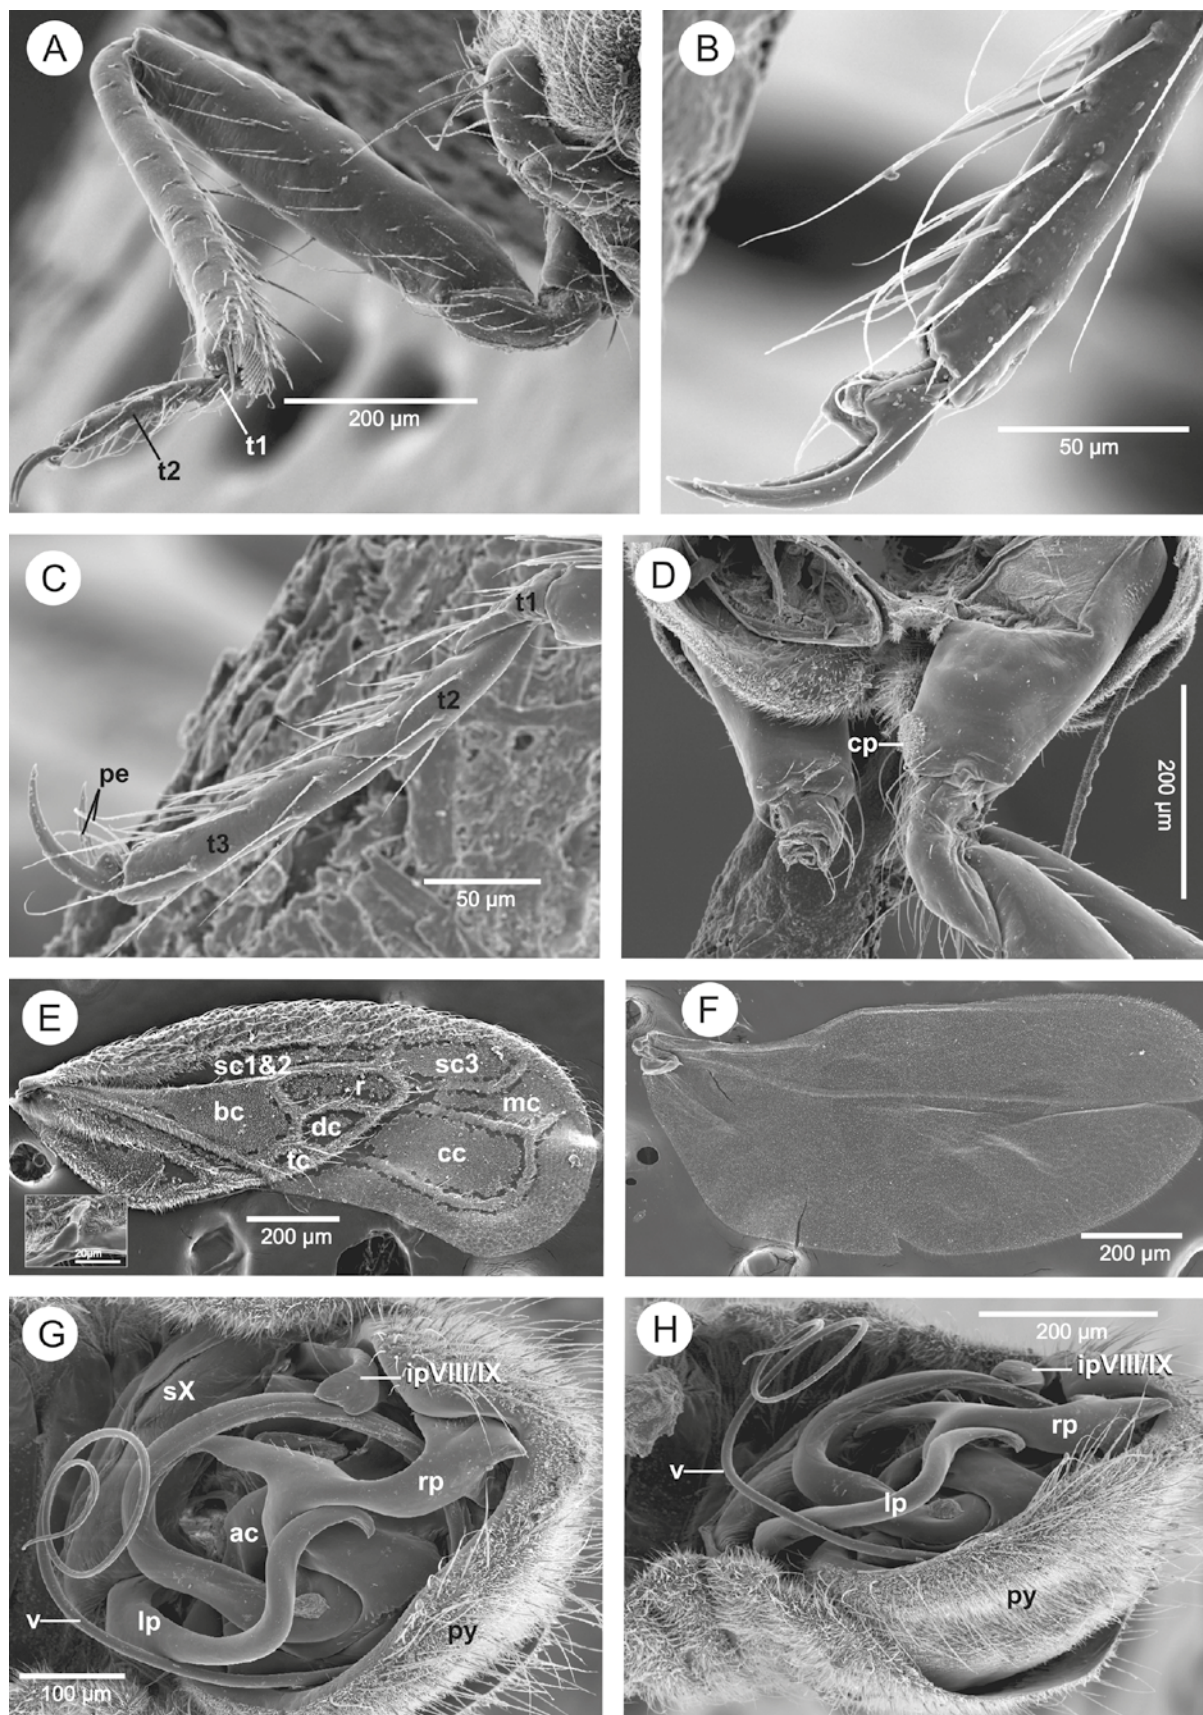 A
200 µm
t1
t2
B
50 µm
C
t1
t2
pe
t3
50 µm
D
cp
200 µm
E
sc1&2
sc3
r
bc
mc
dc
cc
tc
200 µm
20µm
F
200 µm
G
ipVIII/IX
sX
rp
ac
v
lp
py
100 µm
H
200 µm
ipVIII/IX
rp
v
lp
py